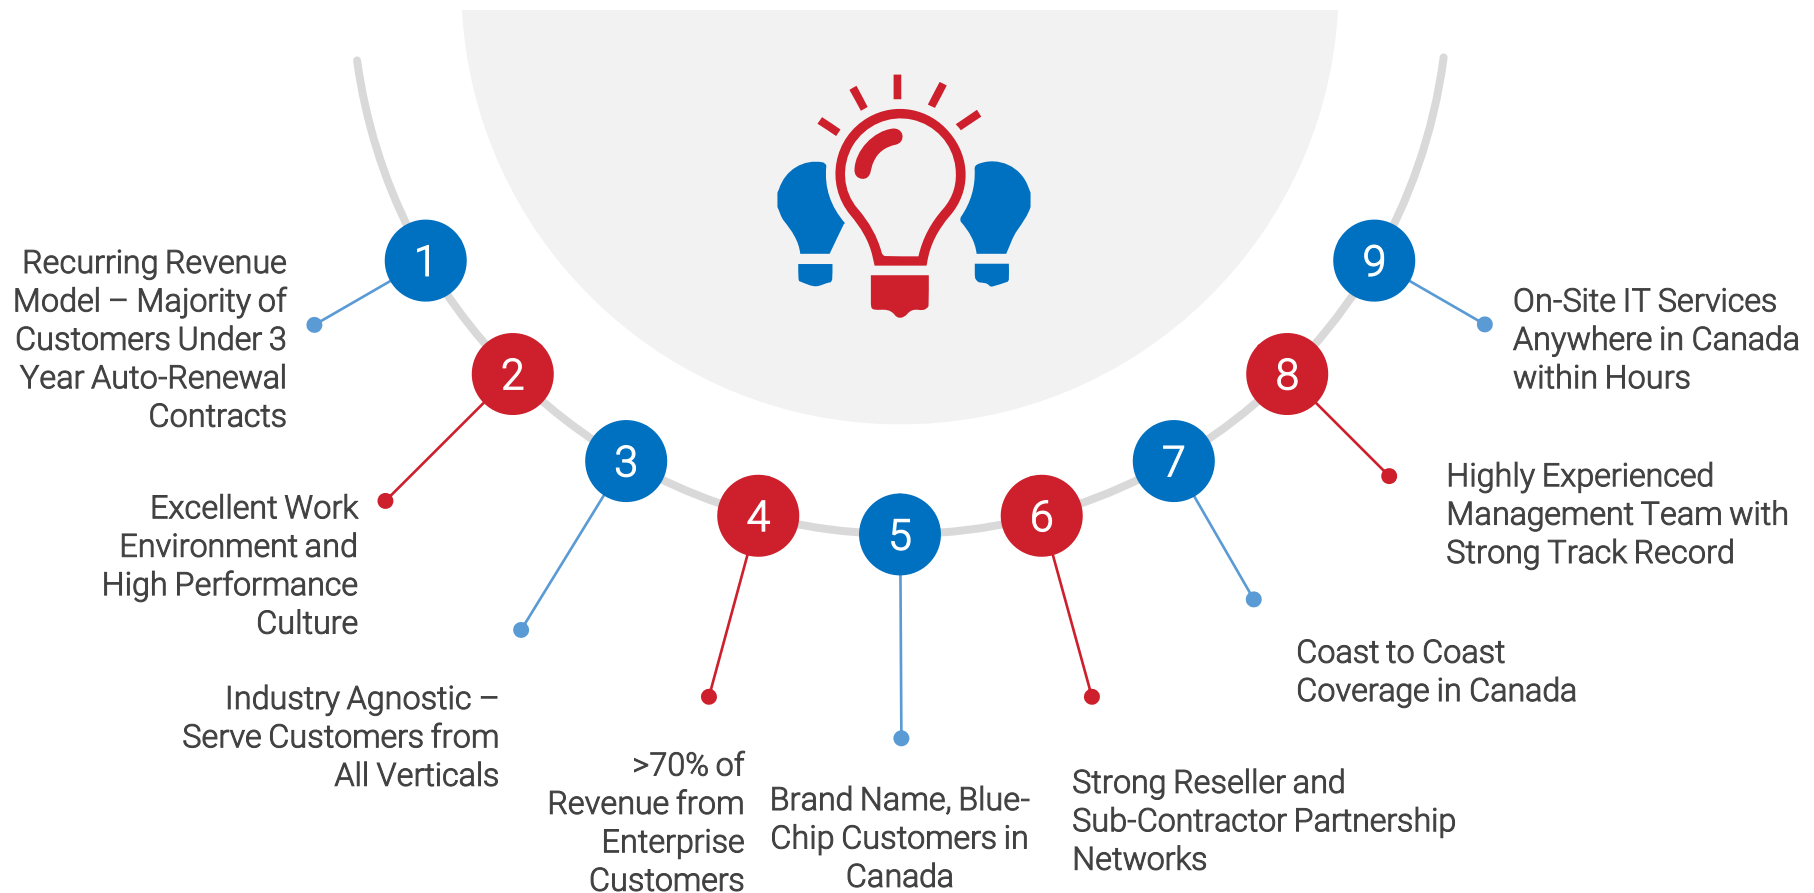 1
Recurring Revenue
Model – Majority of
Customers Under 3
Year Auto-Renewal
Contracts
2
Excellent Work
Environment and
High Performance
Culture
3
Industry Agnostic –
Serve Customers from
All Verticals
4
>70% of
Revenue from
Enterprise
Customers
5
Brand Name, Blue-
Chip Customers in
Canada
6
Strong Reseller and
Sub-Contractor Partnership
Networks
7
Coast to Coast
Coverage in Canada
8
Highly Experienced
Management Team with
Strong Track Record
9
On-Site IT Services
Anywhere in Canada
within Hours